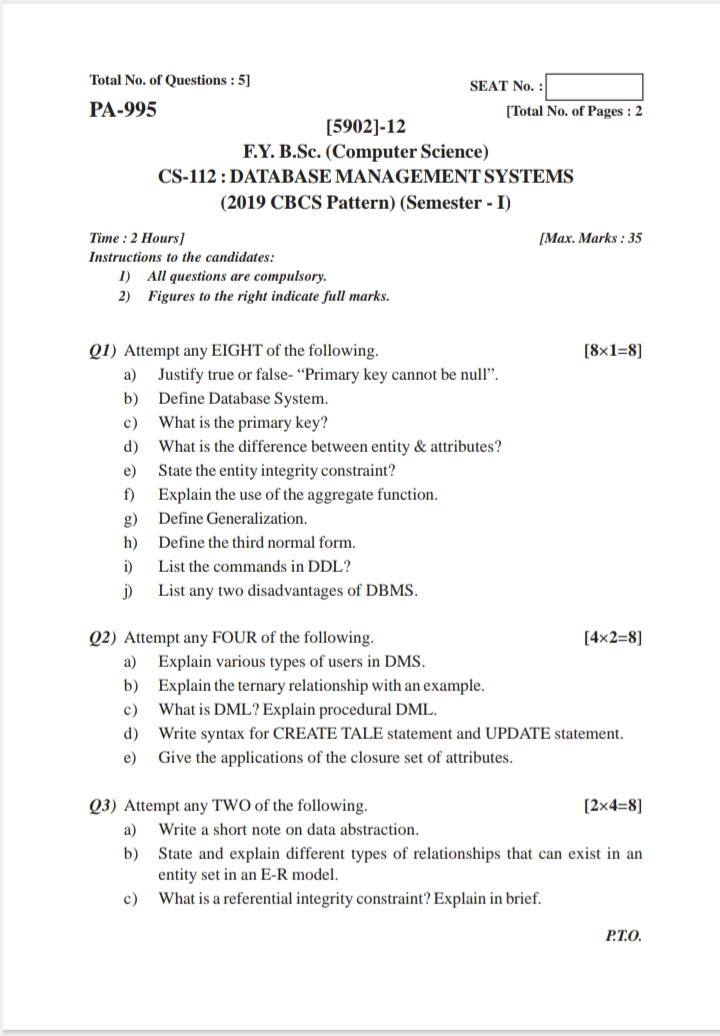 Total No. of Questions : 5]
SEAT No. :
PA-995
[Total No. of Pages : 2
[5902]-12
F.Y. B.Sc. (Computer Science)
CS-112 : DATABASE MANAGEMENT SYSTEMS
(2019 CBCS Pattern) (Semester - I)
Time : 2 Hours]
[Max. Marks : 35
Instructions to the candidates:
1) All questions are compulsory.
2) Figures to the right indicate full marks.
Q1) Attempt any EIGHT of the following. [8×1=8]
a) Justify true or false- “Primary key cannot be null”.
b) Define Database System.
c) What is the primary key?
d) What is the difference between entity & attributes?
e) State the entity integrity constraint?
f) Explain the use of the aggregate function.
g) Define Generalization.
h) Define the third normal form.
i) List the commands in DDL?
j) List any two disadvantages of DBMS.
Q2) Attempt any FOUR of the following. [4×2=8]
a) Explain various types of users in DMS.
b) Explain the ternary relationship with an example.
c) What is DML? Explain procedural DML.
d) Write syntax for CREATE TALE statement and UPDATE statement.
e) Give the applications of the closure set of attributes.
Q3) Attempt any TWO of the following. [2×4=8]
a) Write a short note on data abstraction.
b) State and explain different types of relationships that can exist in an
entity set in an E-R model.
c) What is a referential integrity constraint? Explain in brief.
P.T.O.